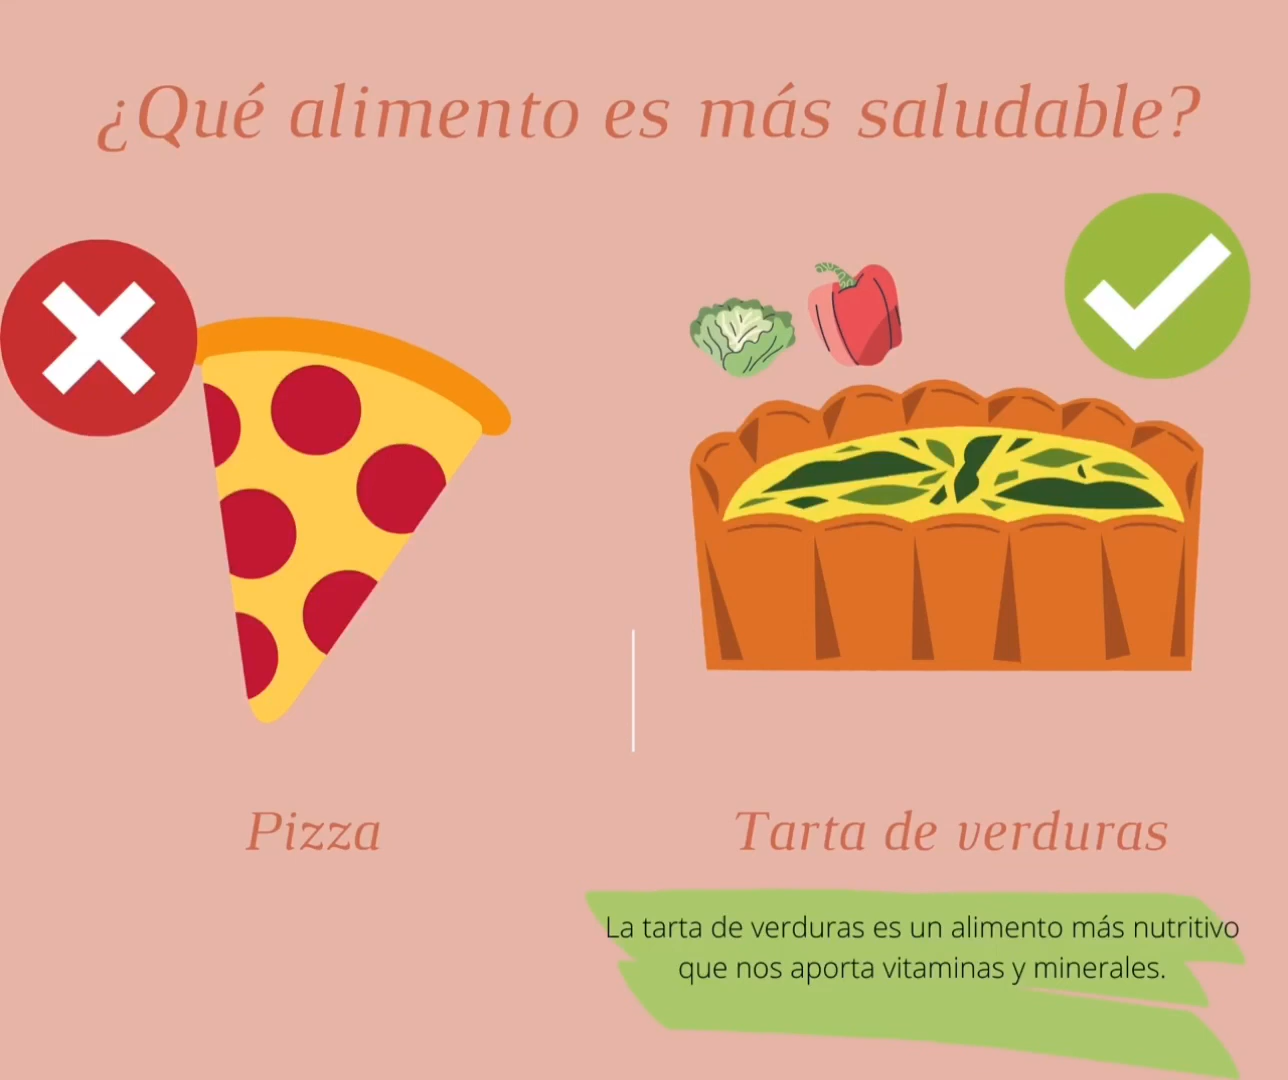 ¿Qué alimento es más saludable?
Pizza
Tarta de verduras
La tarta de verduras es un alimento más nutritivo
que nos aporta vitaminas y minerales.